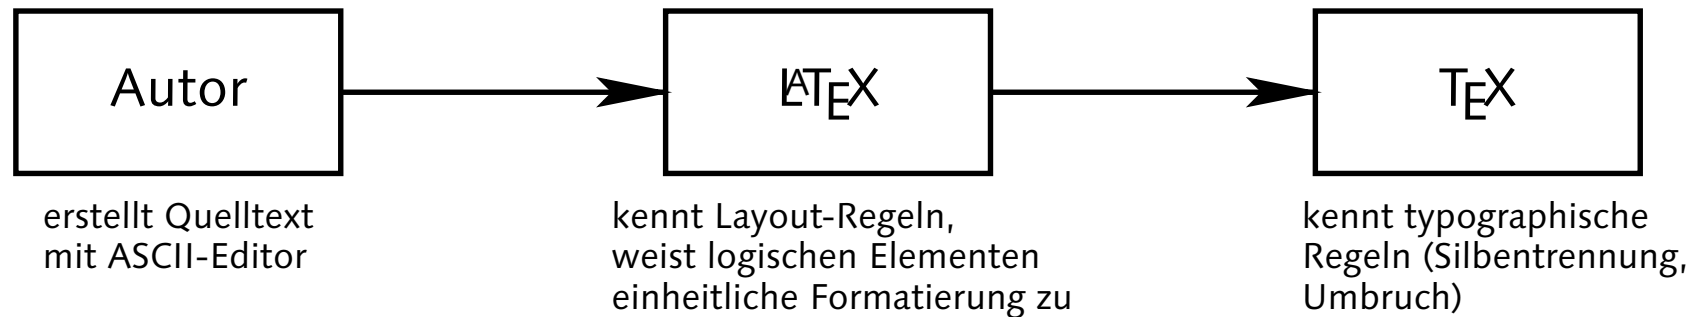 Autor
LATEX
TEX
erstellt Quelltext
mit ASCII-Editor
kennt Layout-Regeln,
weist logischen Elementen
einheitliche Formatierung zu
kennt typographische
Regeln (Silbentrennung,
Umbruch)